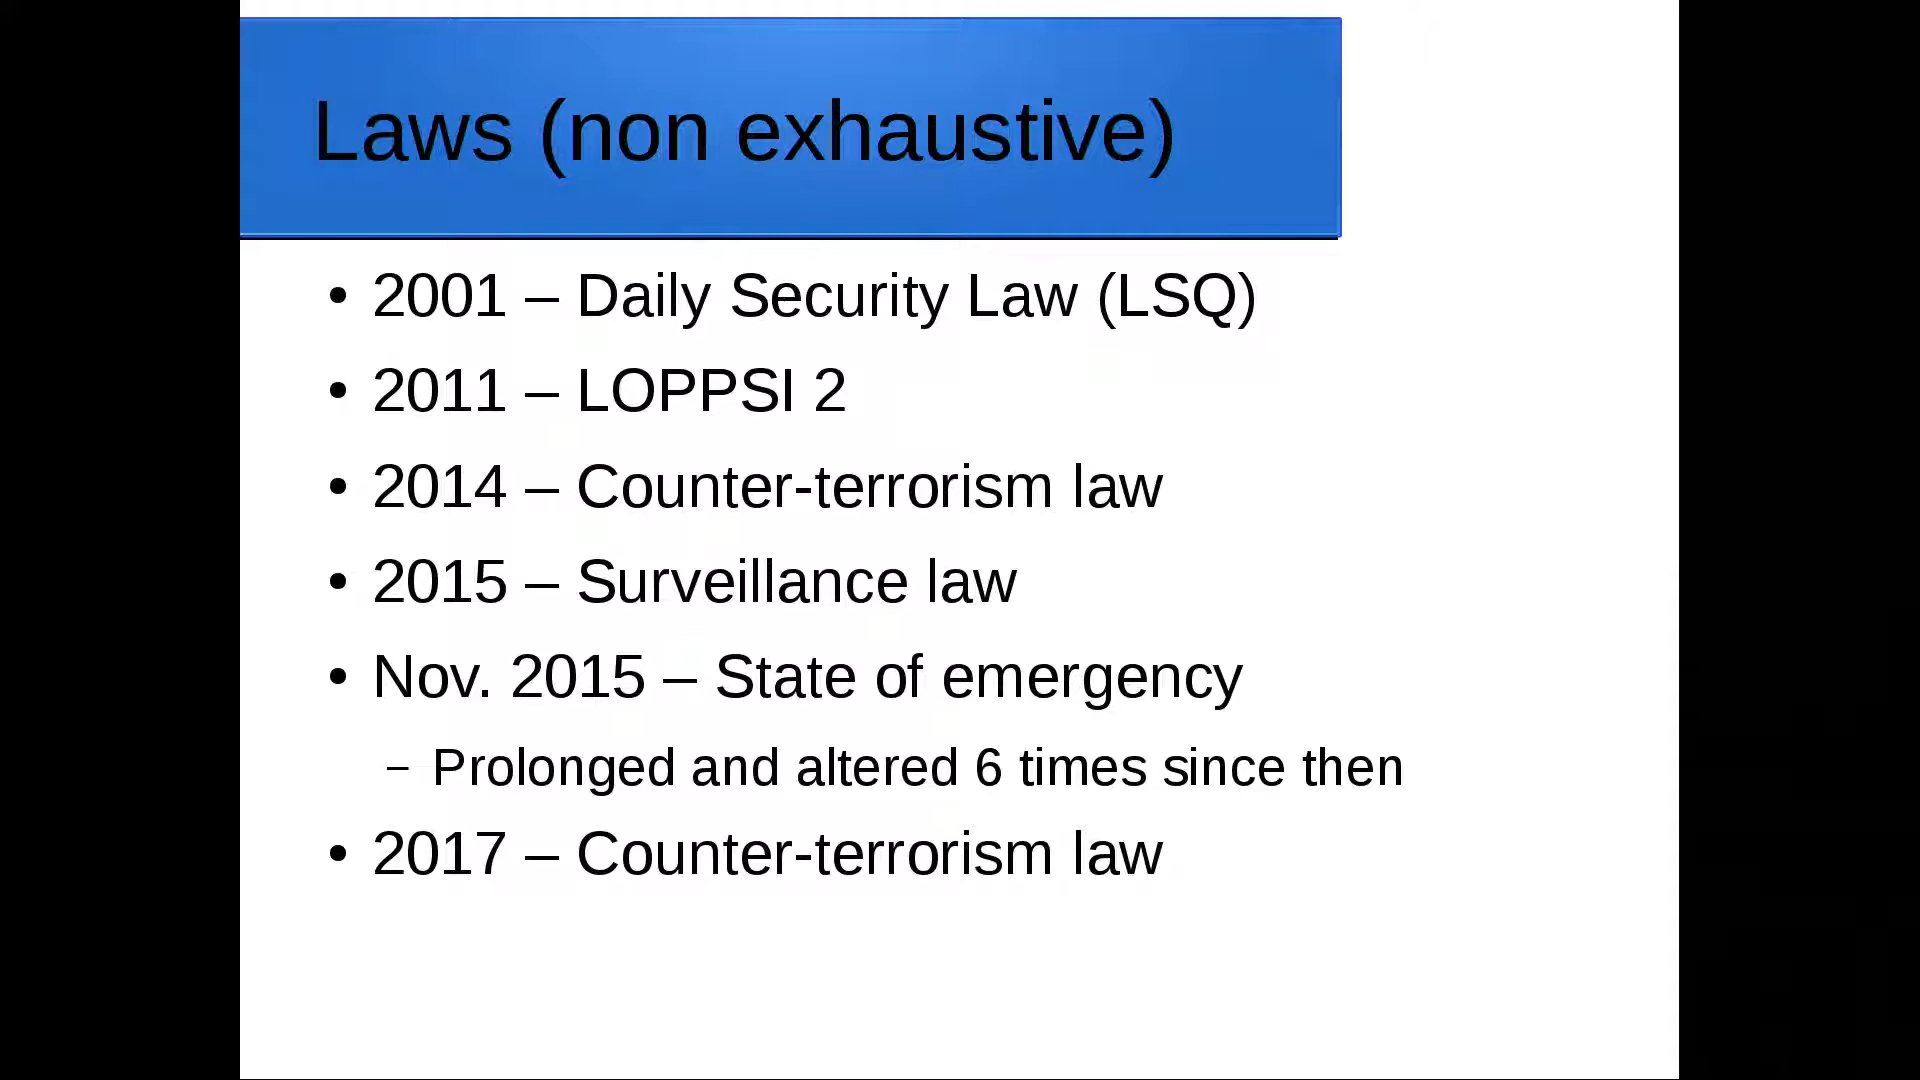 Laws (non exhaustive)
• 2001 – Daily Security Law (LSQ)
• 2011 – LOPPSI 2
• 2014 – Counter-terrorism law
• 2015 – Surveillance law
• Nov. 2015 – State of emergency
– Prolonged and altered 6 times since then
• 2017 – Counter-terrorism law